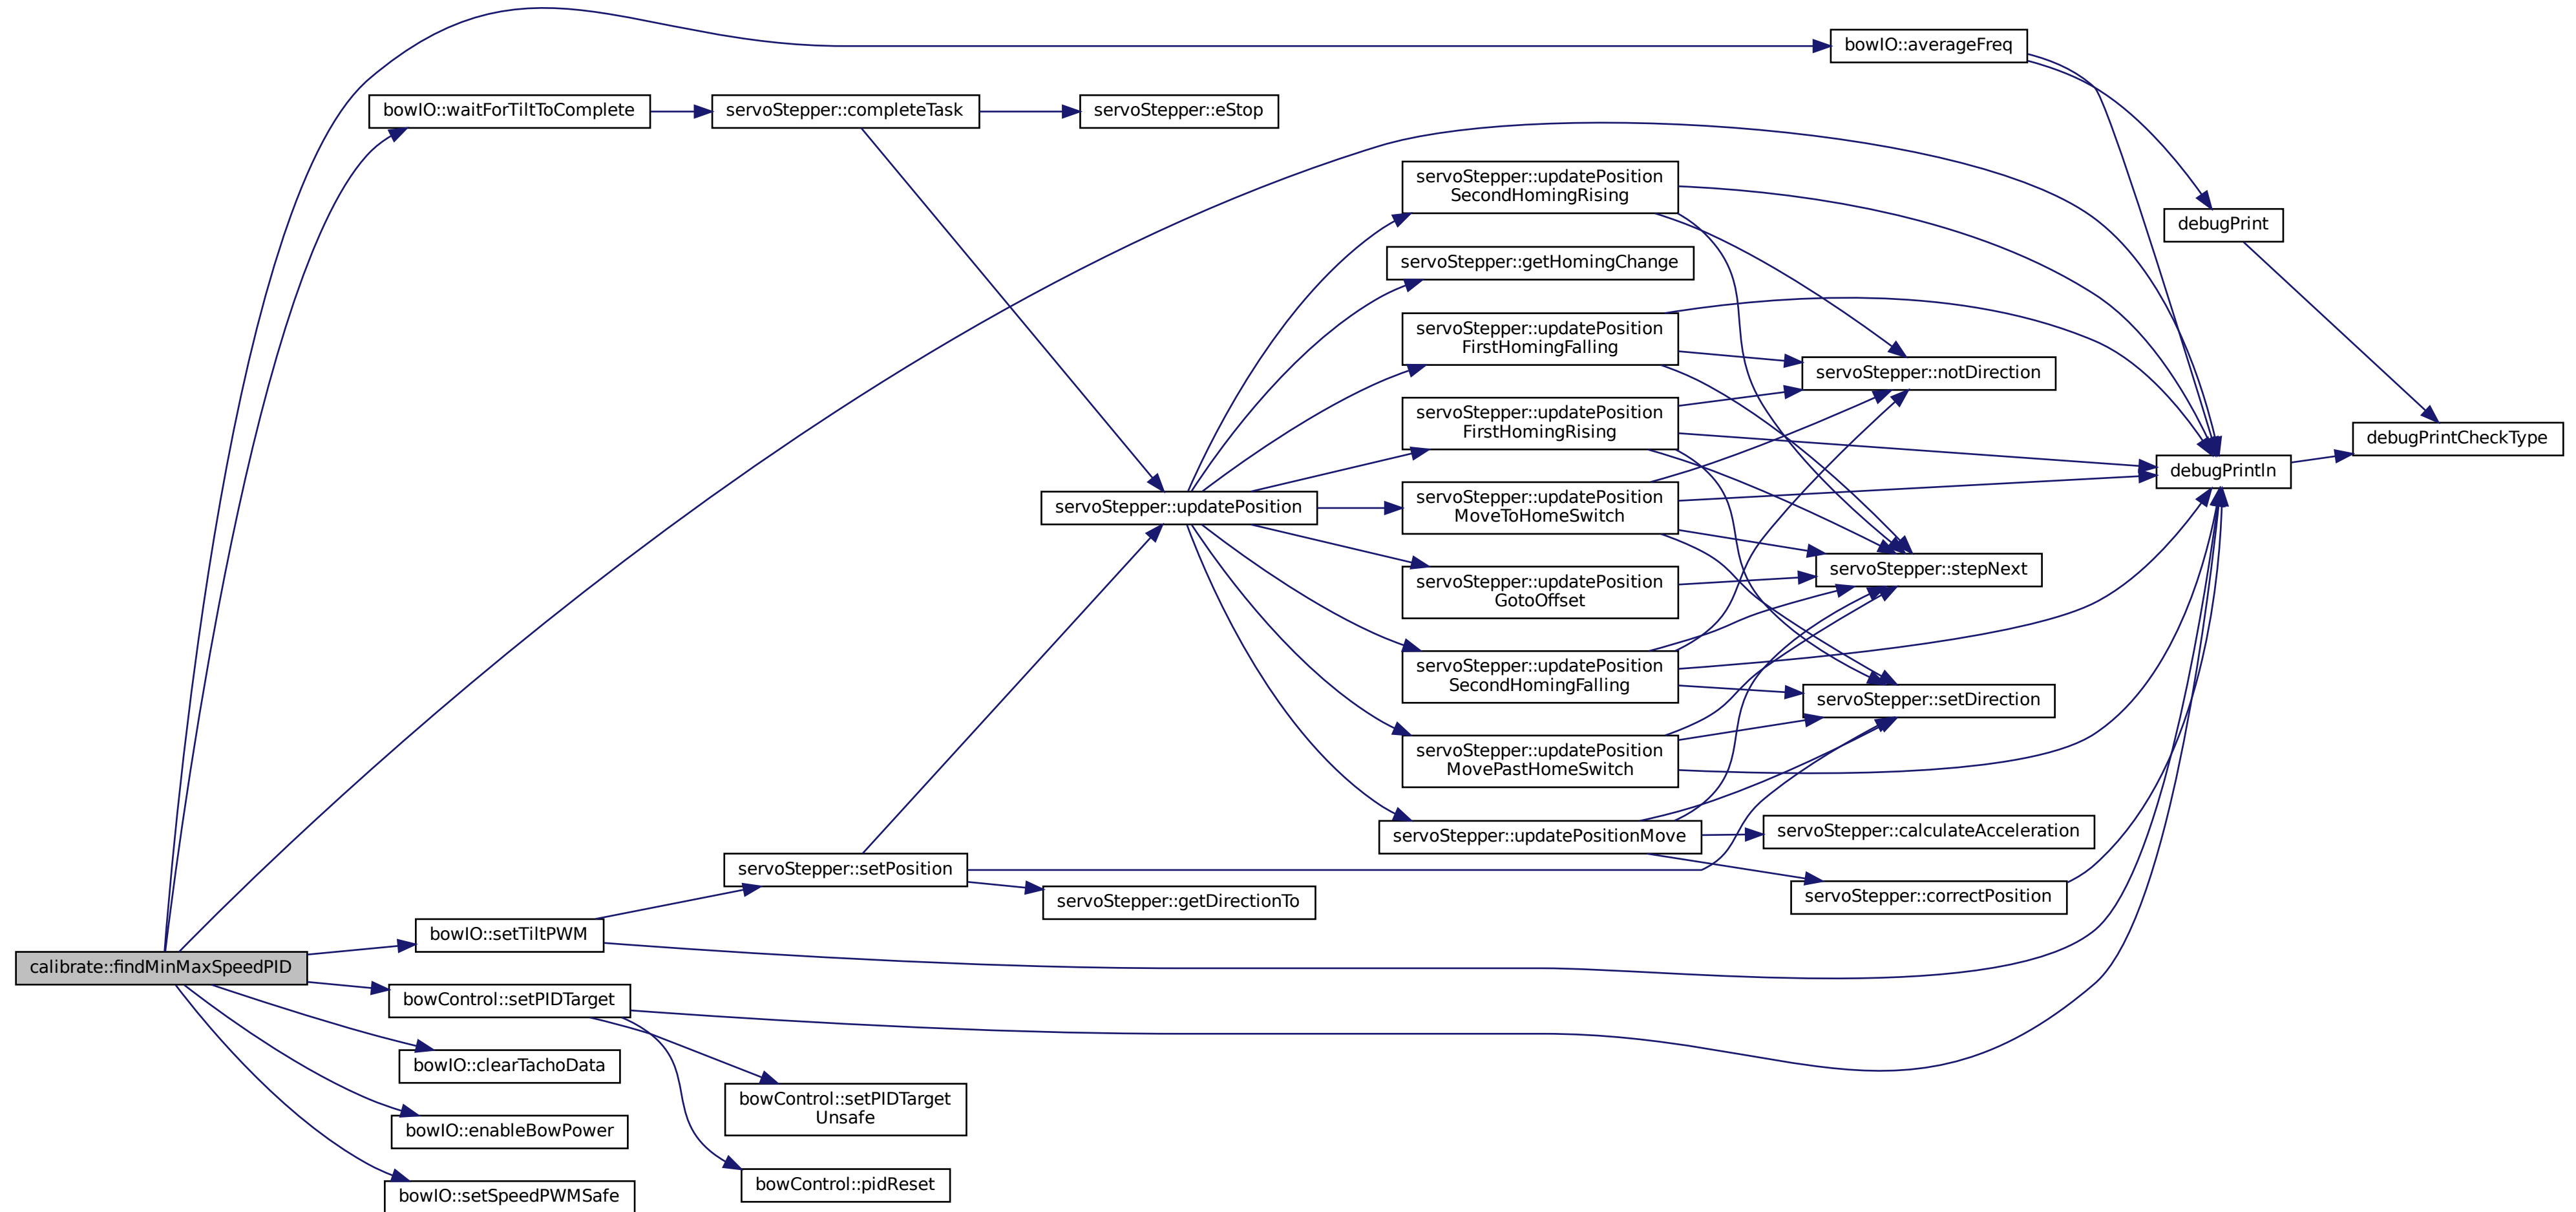 bowIO::averageFreq
bowIO::waitForTiltToComplete
servoStepper::completeTask
servoStepper::eStop
servoStepper::updatePosition
SecondHomingRising
debugPrint
servoStepper::getHomingChange
servoStepper::updatePosition
FirstHomingFalling
servoStepper::notDirection
servoStepper::updatePosition
FirstHomingRising
debugPrintCheckType
debugPrintln
servoStepper::updatePosition
servoStepper::updatePosition
MoveToHomeSwitch
servoStepper::stepNext
servoStepper::updatePosition
GotoOffset
servoStepper::updatePosition
SecondHomingFalling
servoStepper::setDirection
servoStepper::updatePosition
MovePastHomeSwitch
servoStepper::updatePositionMove
servoStepper::calculateAcceleration
servoStepper::setPosition
servoStepper::getDirectionTo
servoStepper::correctPosition
bowIO::setTiltPWM
calibrate::findMinMaxSpeedPID
bowControl::setPIDTarget
bowIO::clearTachoData
bowControl::setPIDTarget
Unsafe
bowIO::enableBowPower
bowControl::pidReset
bowIO::setSpeedPWMSafe